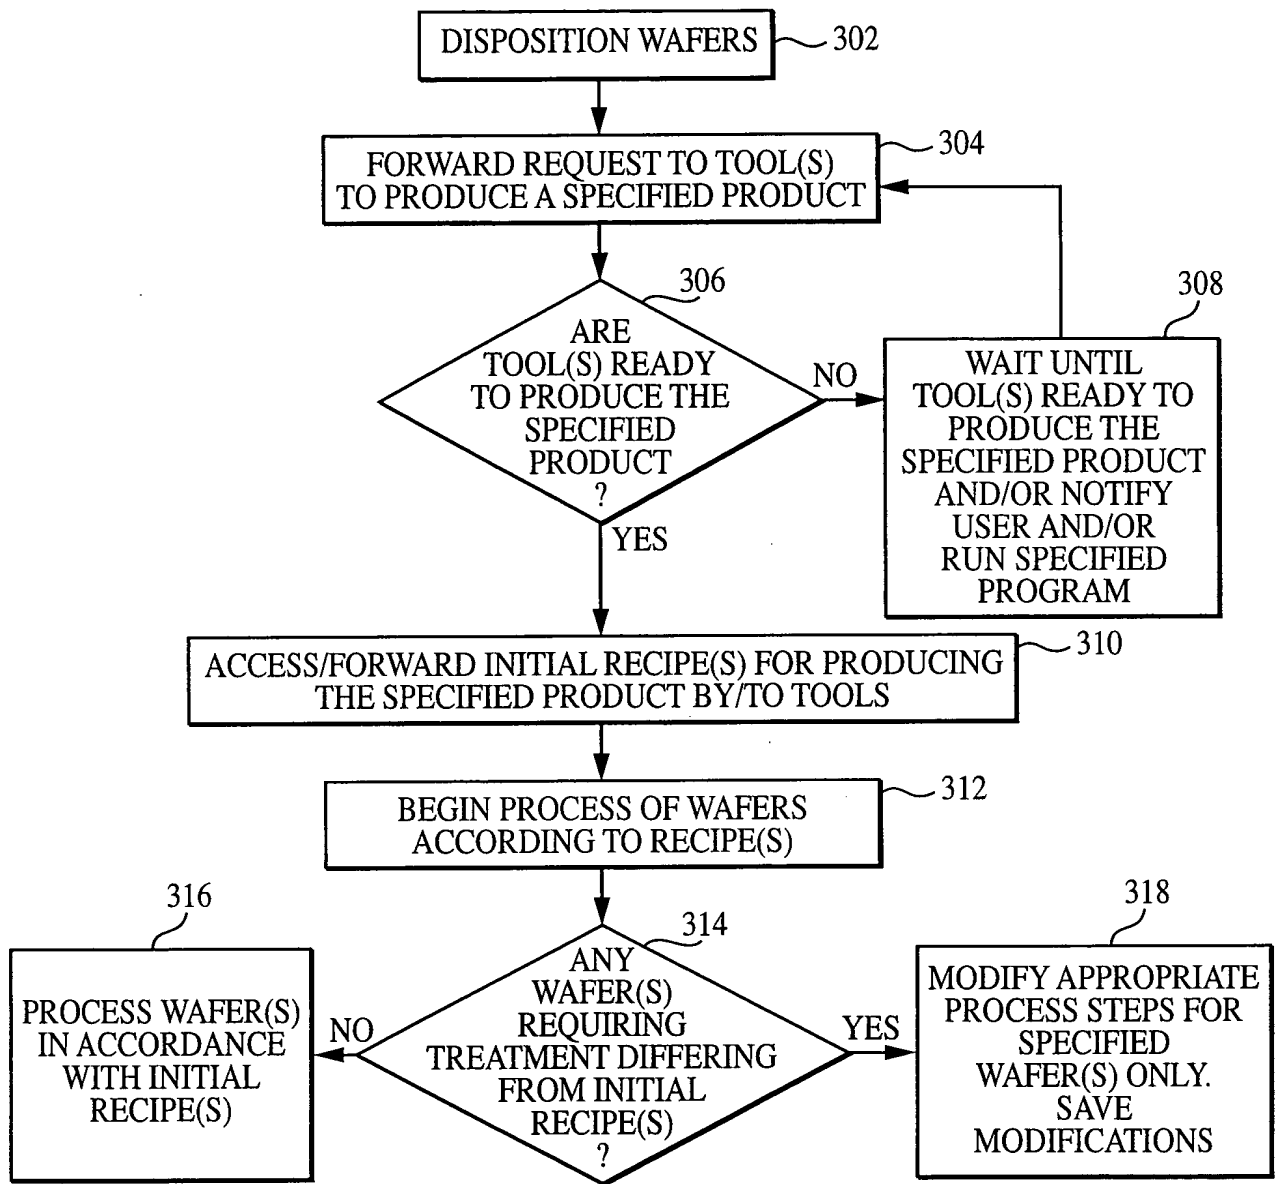 DISPOSITION WAFERS
302
FORWARD REQUEST TO TOOL(S)
TO PRODUCE A SPECIFIED PRODUCT
304
306
ARE
TOOL(S) READY
TO PRODUCE THE
SPECIFIED
PRODUCT
?
NO
YES
308
WAIT UNTIL
TOOL(S) READY TO
PRODUCE THE
SPECIFIED PRODUCT
AND/OR NOTIFY
USER AND/OR
RUN SPECIFIED
PROGRAM
ACCESS/FORWARD INITIAL RECIPE(S) FOR PRODUCING
THE SPECIFIED PRODUCT BY/TO TOOLS
310
BEGIN PROCESS OF WAFERS
ACCORDING TO RECIPE(S)
312
314
ANY
WAFER(S)
REQUIRING
TREATMENT DIFFERING
FROM INITIAL
RECIPE(S)
?
NO
YES
316
PROCESS WAFER(S)
IN ACCORDANCE
WITH INITIAL
RECIPE(S)
318
MODIFY APPROPRIATE
PROCESS STEPS FOR
SPECIFIED
WAFER(S) ONLY.
SAVE
MODIFICATIONS